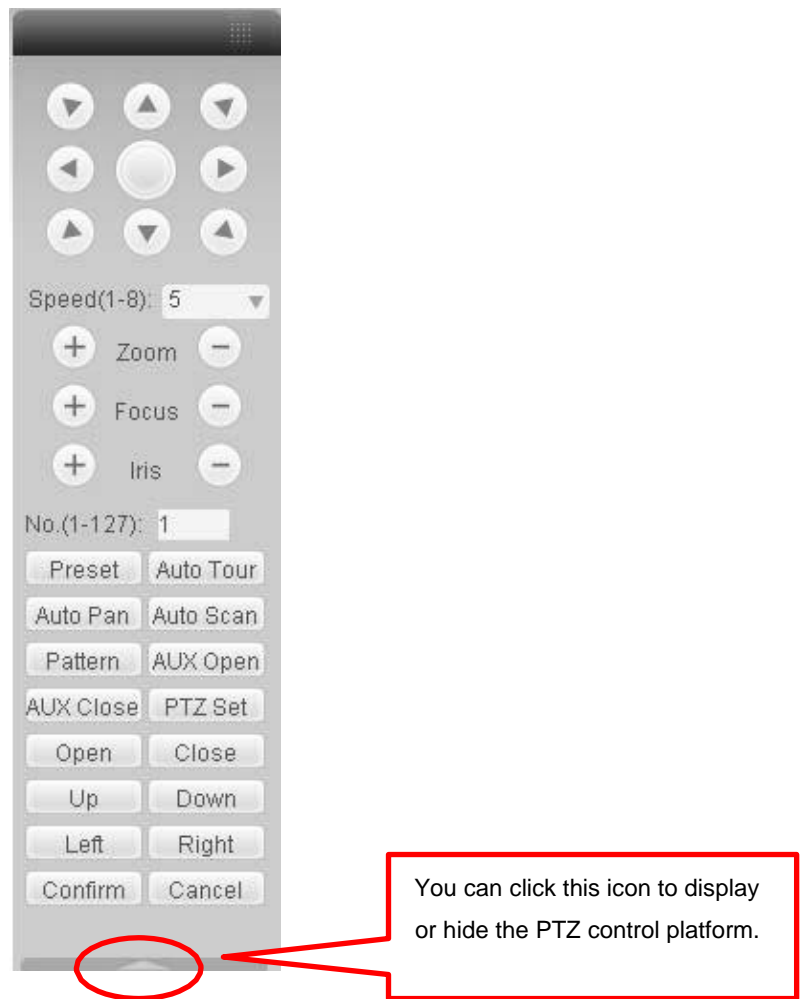 Speed(1-8): 5
+ Zoom −
+ Focus −
+ Iris −
No.(1-127): 1
Preset Auto Tour
Auto Pan Auto Scan
Pattern AUX Open
AUX Close PTZ Set
Open Close
Up Down
Left Right
Confirm Cancel
You can click this icon to display
or hide the PTZ control platform.